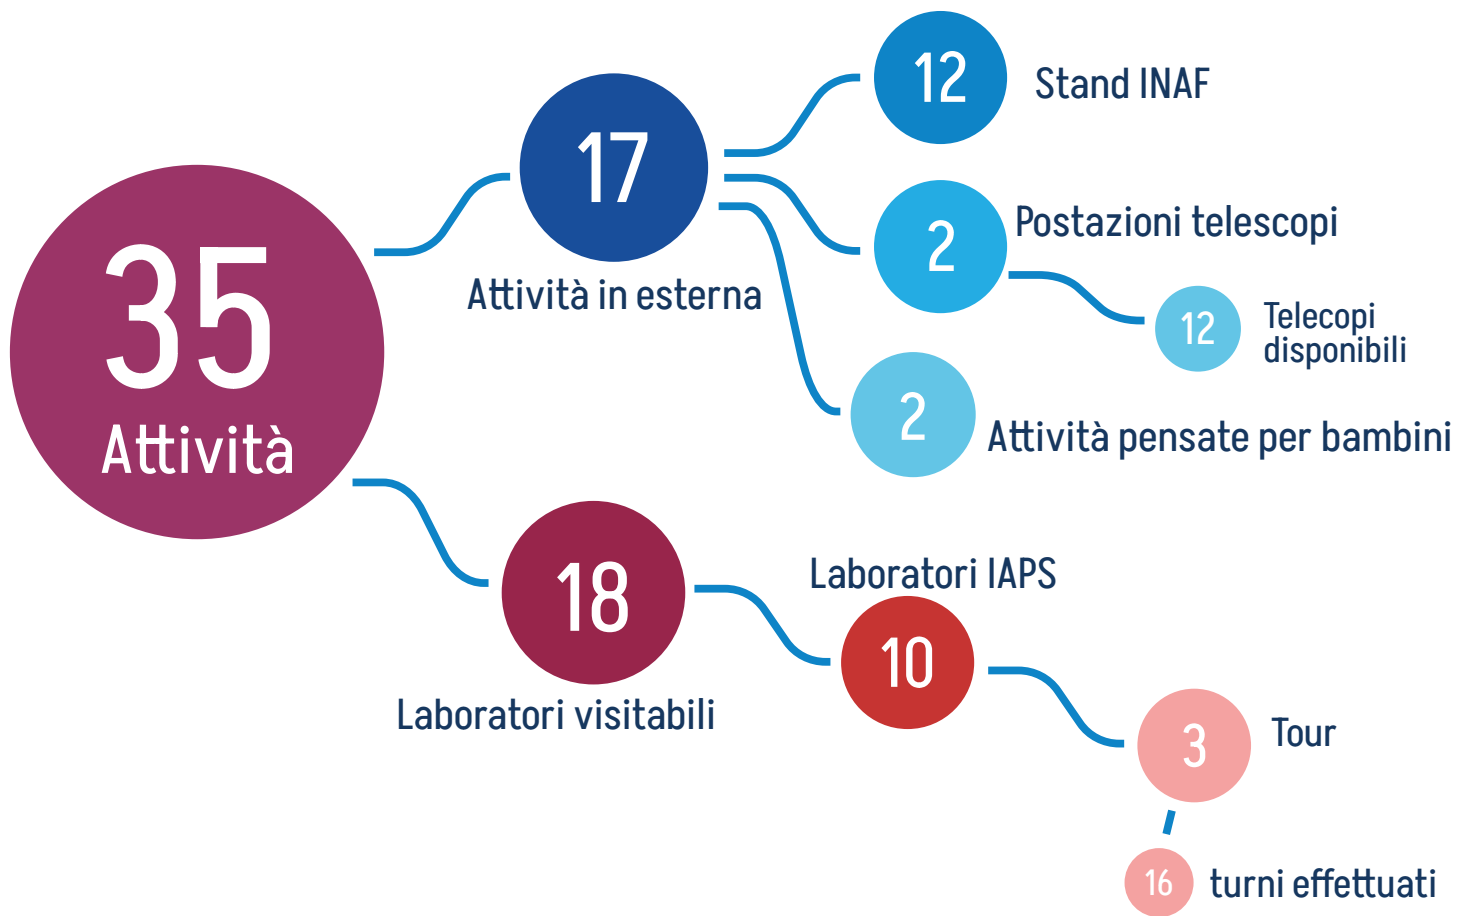 35
Attività
17
Attività in esterna
12
Stand INAF
2
Postazioni telescopi
12
Telecopi
disponibili
2
Attività pensate per bambini
18
Laboratori visitabili
Laboratori IAPS
10
3
Tour
16
turni effettuati